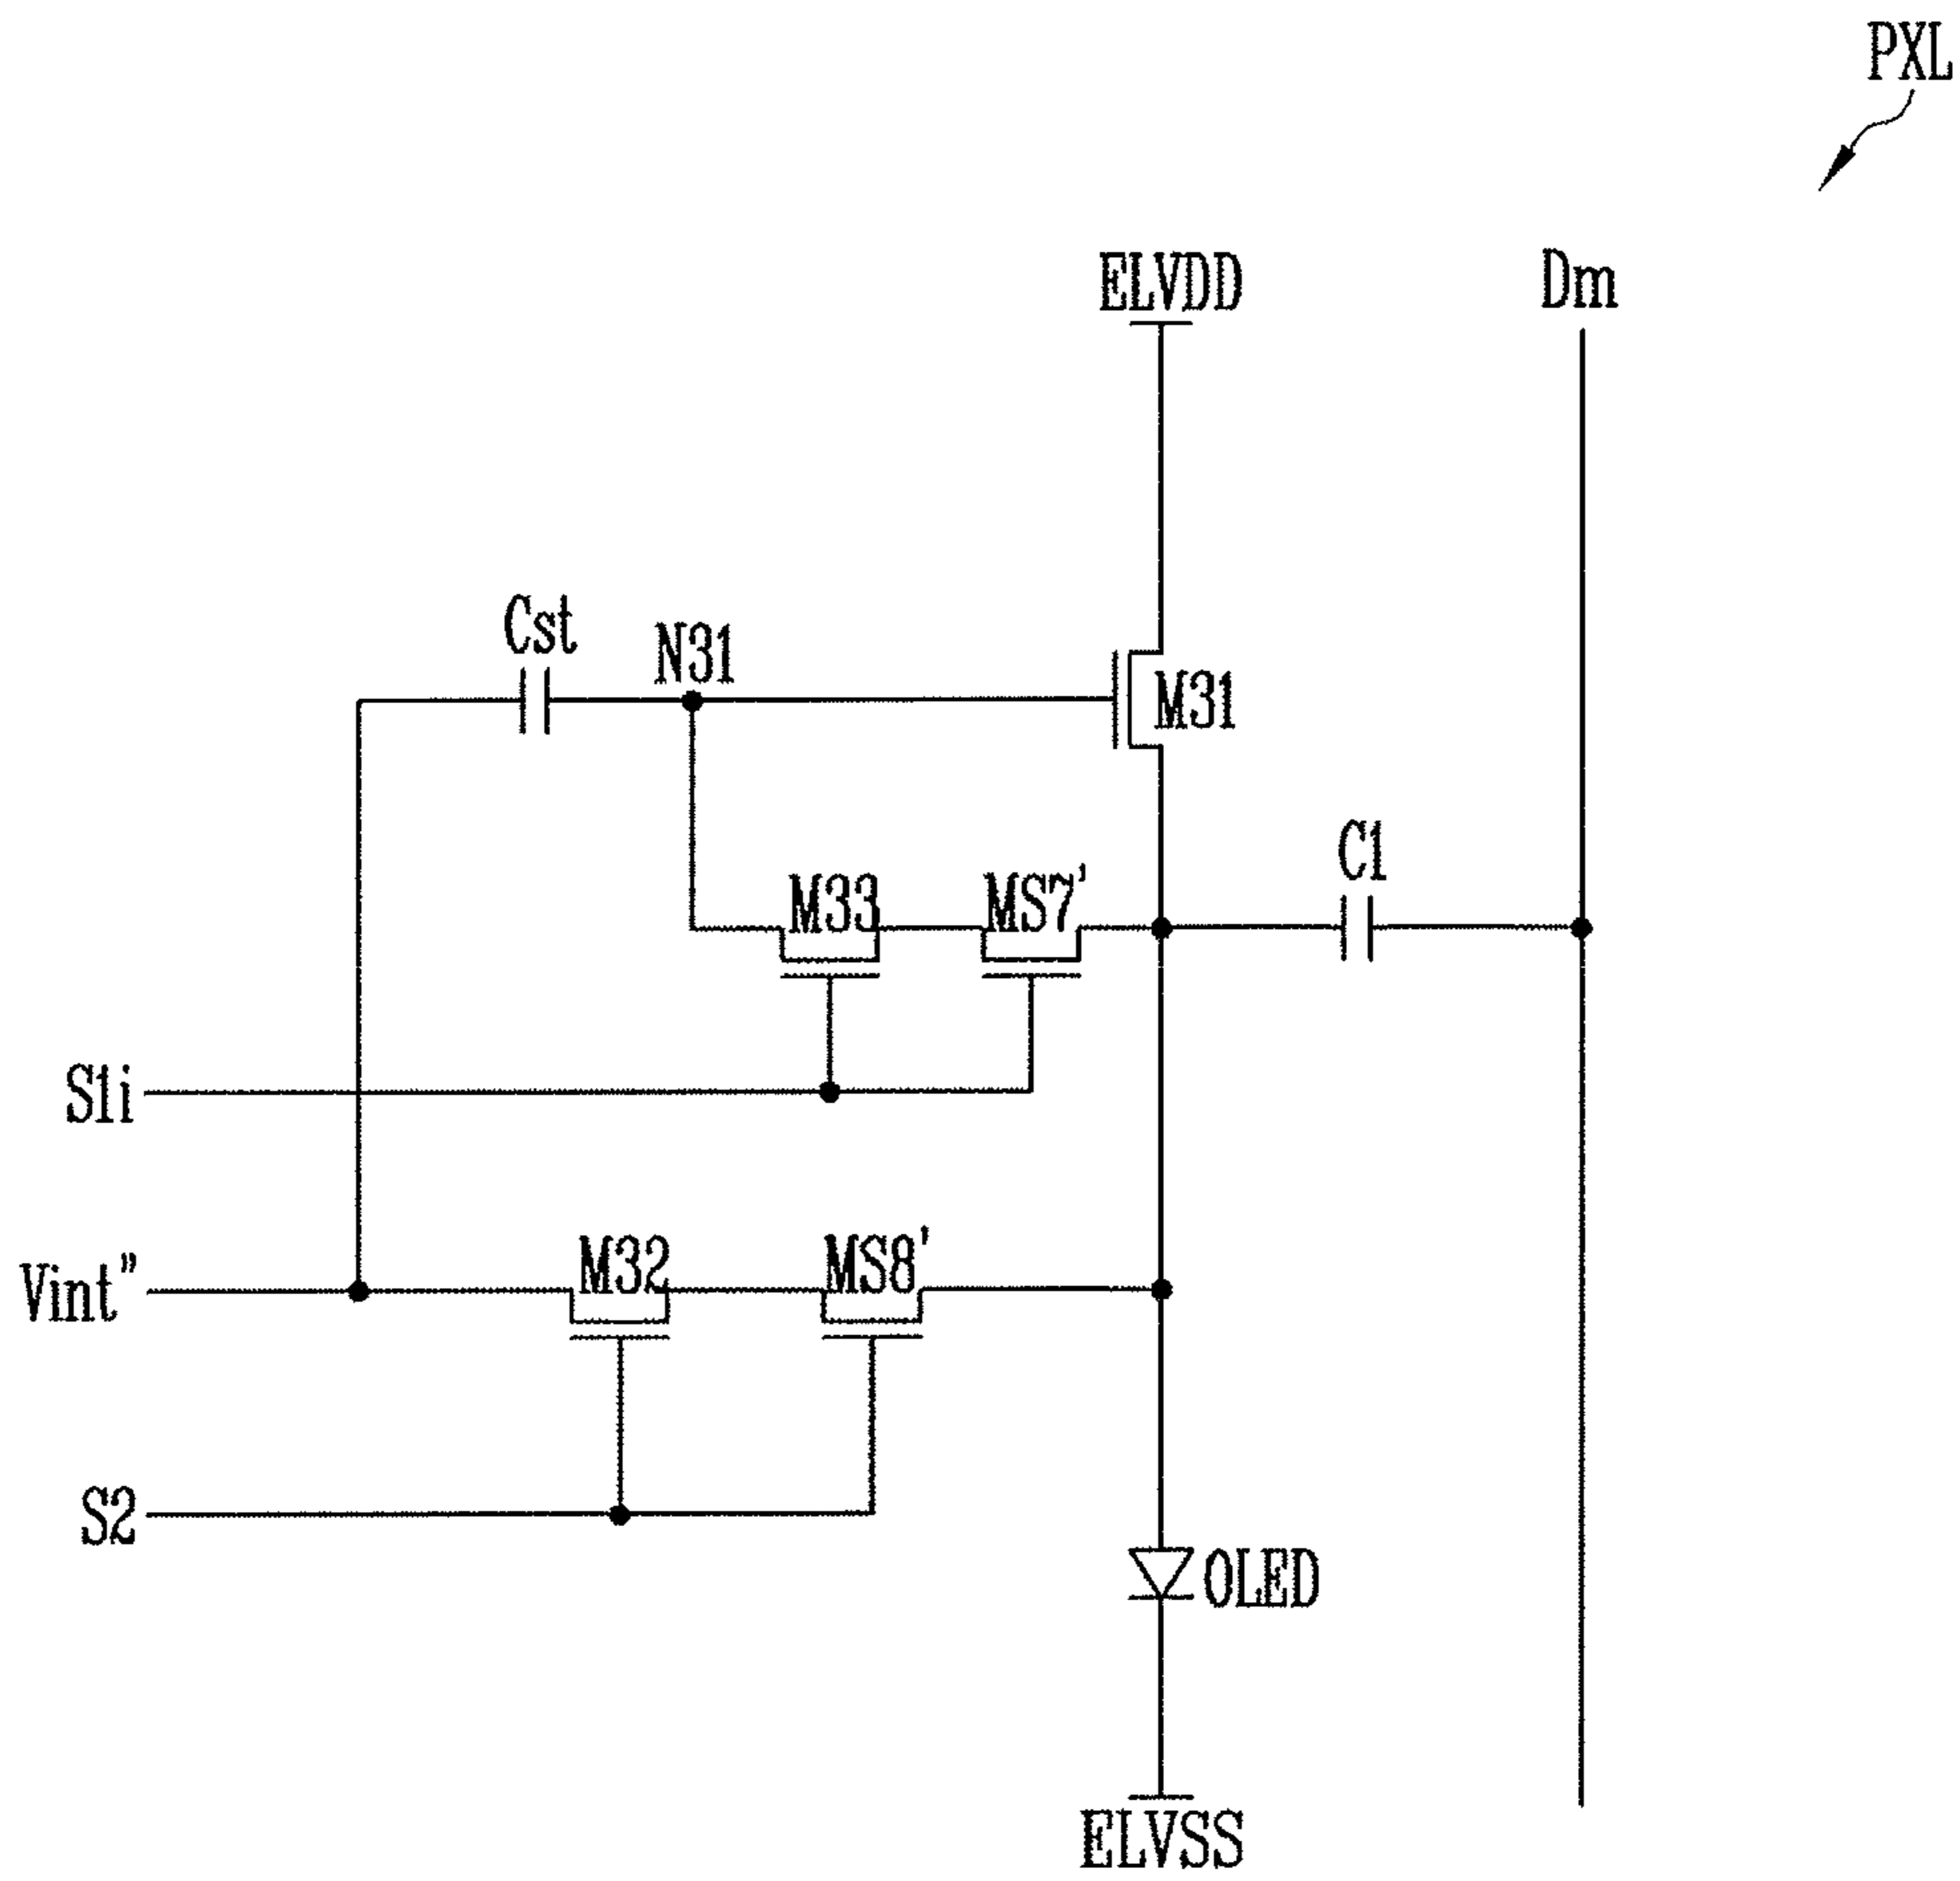 PXL
ELVDD
Dm
Cst
N31
M31
C1
M33
MS7'
S1i
Vint"
M32
MS8'
S2
OLED
ELVSS